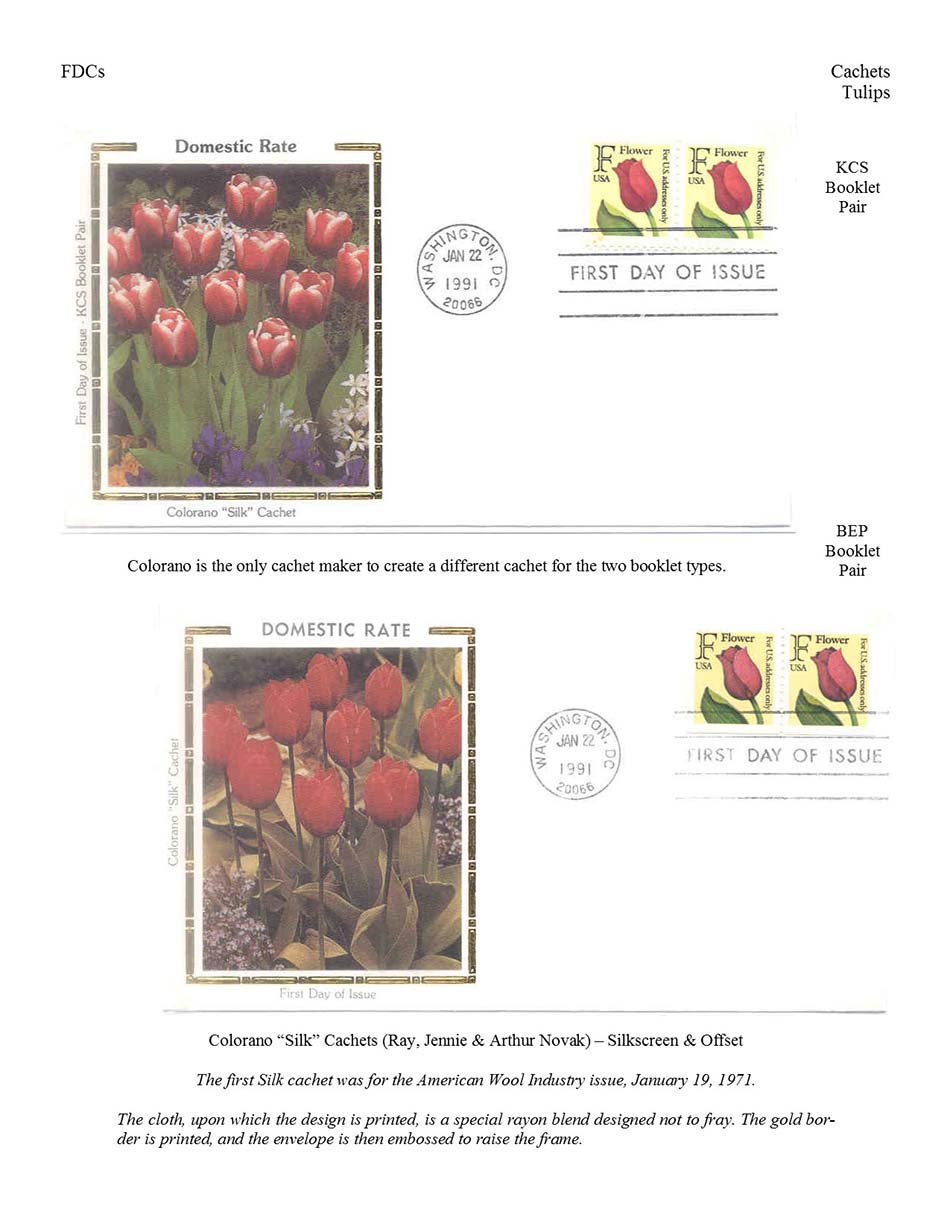 FDCs
Cachets
Tulips
Domestic Rate
First Day of Issue - KCS Booklet Pair
Colorano "Silk" Cachet
WASHINGTON, DC
JAN 22
1991
20066
F Flower
USA
For U.S. addresses only
F Flower
USA
For U.S. addresses only
FIRST DAY OF ISSUE
KCS
Booklet
Pair
Colorano is the only cachet maker to create a different cachet for the two booklet types.
BEP
Booklet
Pair
DOMESTIC RATE
Colorano "Silk" Cachet
First Day of Issue
WASHINGTON, DC
JAN 22
1991
20066
F Flower
USA
For U.S. addresses only
F Flower
USA
For U.S. addresses only
FIRST DAY OF ISSUE
Colorano “Silk” Cachets (Ray, Jennie & Arthur Novak) – Silkscreen & Offset
The first Silk cachet was for the American Wool Industry issue, January 19, 1971.
The cloth, upon which the design is printed, is a special rayon blend designed not to fray. The gold bor-
der is printed, and the envelope is then embossed to raise the frame.